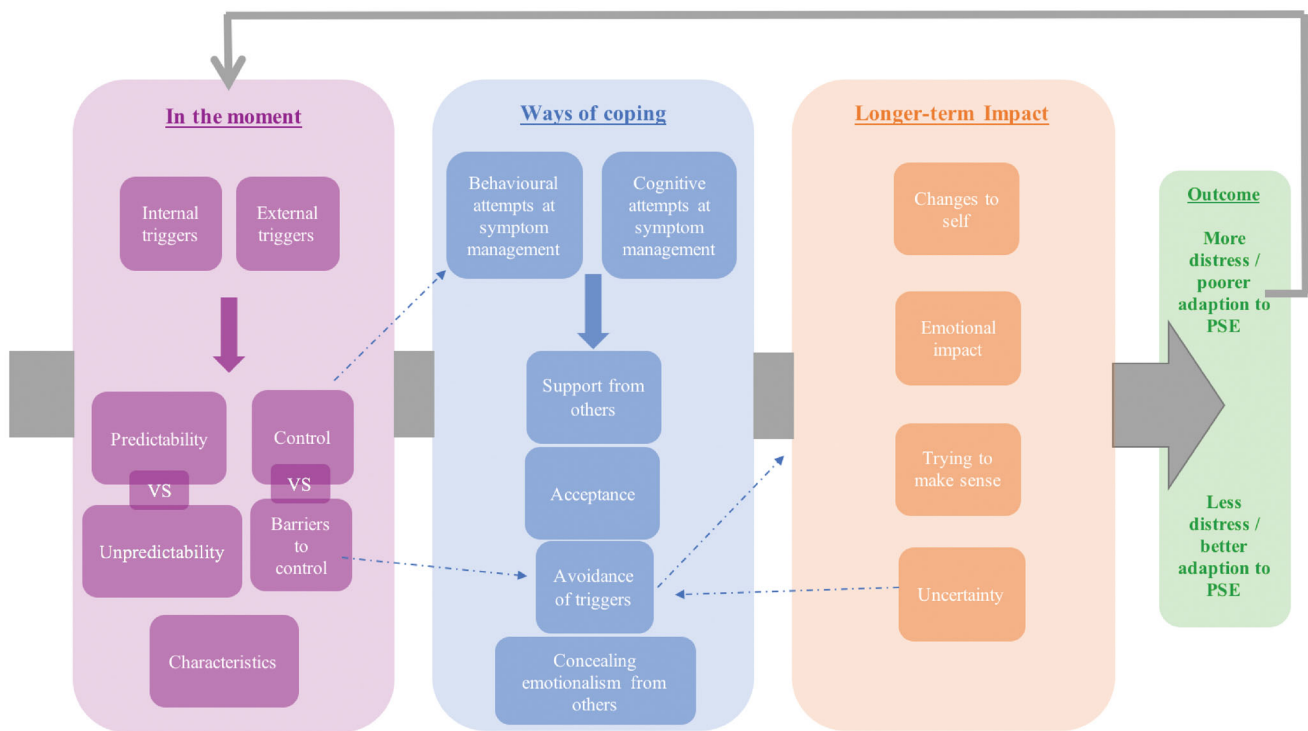 In the moment
Internal
triggers
External
triggers
Predictability
VS
Unpredictability
Control
VS
Barriers
to
control
Characteristics
Ways of coping
Behavioural
attempts at
symptom
management
Cognitive
attempts at
symptom
management
Support from
others
Acceptance
Avoidance
of triggers
Concealing
emotionalism from
others
Longer-term Impact
Changes to
self
Emotional
impact
Trying to
make sense
Uncertainty
Outcome
More
distress /
poorer
adaption to
PSE
Less
distress /
better
adaption to
PSE